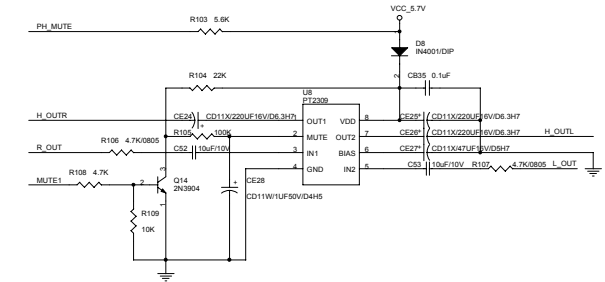 VCC_5.7V
PH_MUTE
R103 5.6K
D8
IN4001/DIP
2
R104 22K
CB35 0.1uF
U8
PT2309
H_OUTR
CE24
+
CD11X/220UF16V/D6.3H7
1
OUT1
VDD
8
CE25
+
CD11X/220UF16V/D6.3H7
R105
100K
2
MUTE
OUT2
7
CE26
+
CD11X/220UF16V/D6.3H7
H_OUTL
R_OUT
R106 4.7K/0805
C52
10uF/10V
3
IN1
BIAS
6
CE27
+
CD11X/47UF16V/D5H7
4
GND
IN2
5
C53
10uF/10V
R107
4.7K/0805
L_OUT
MUTE1
R108 4.7K
2
3
Q14
2N3904
1
+
CE28
CD11W/1UF50V/D4H5
R109
10K